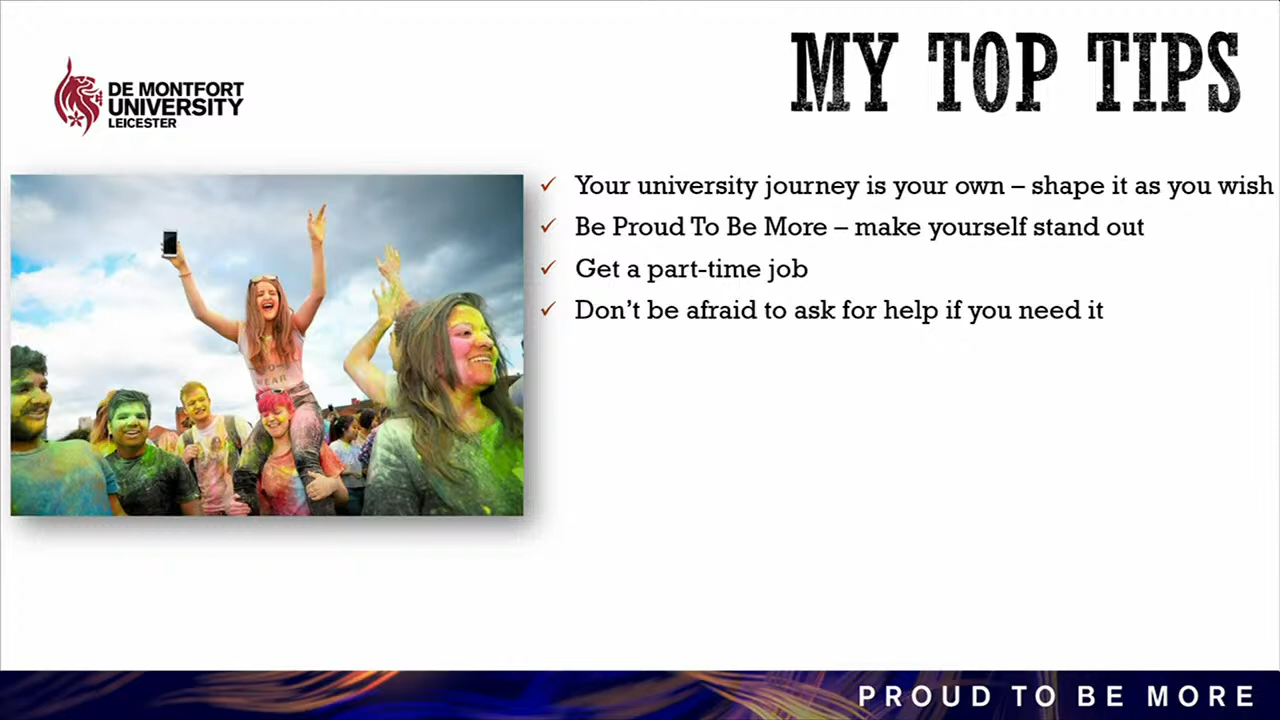 DE MONTFORT
UNIVERSITY
LEICESTER
MY TOP TIPS
✓ Your university journey is your own – shape it as you wish
✓ Be Proud To Be More – make yourself stand out
✓ Get a part-time job
✓ Don’t be afraid to ask for help if you need it
WEAR
PROUD TO BE MORE